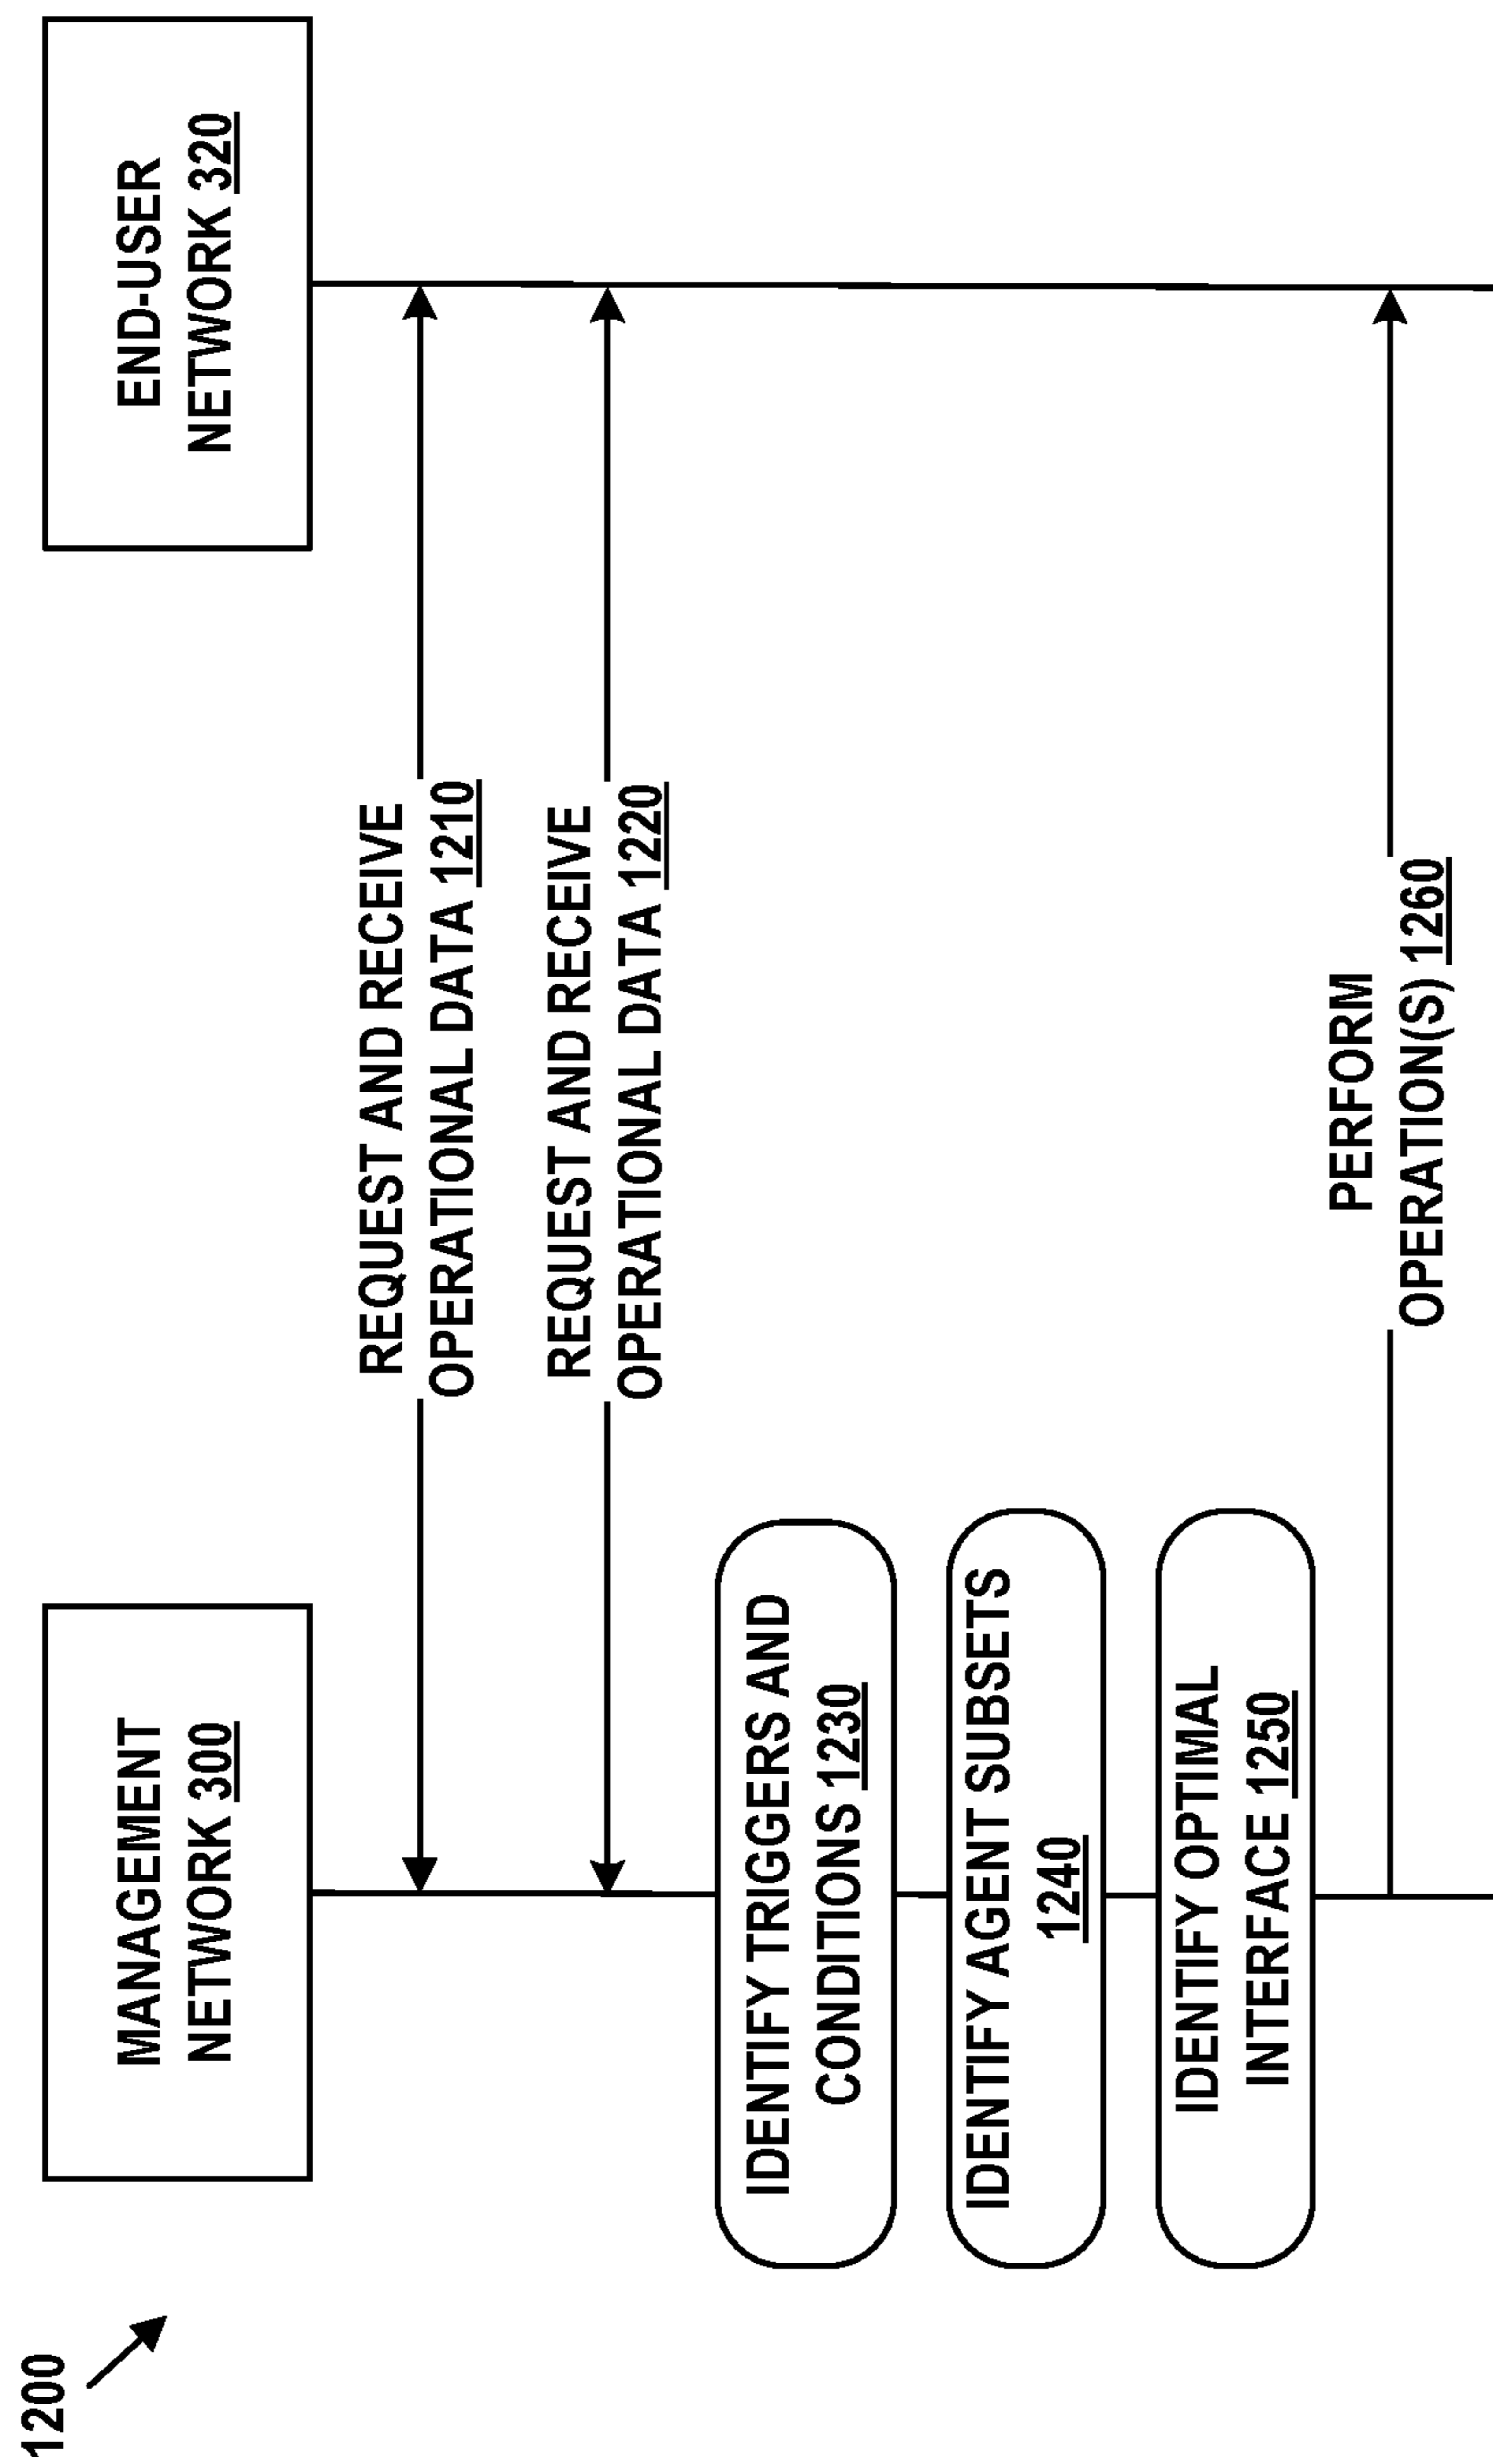 1200
MANAGEMENT
NETWORK 300
END-USER
NETWORK 320
REQUEST AND RECEIVE
OPERATIONAL DATA 1210
REQUEST AND RECEIVE
OPERATIONAL DATA 1220
IDENTIFY TRIGGERS AND
CONDITIONS 1230
IDENTIFY AGENT SUBSETS
1240
IDENTIFY OPTIMAL
INTERFACE 1250
PERFORM
OPERATION(S) 1260